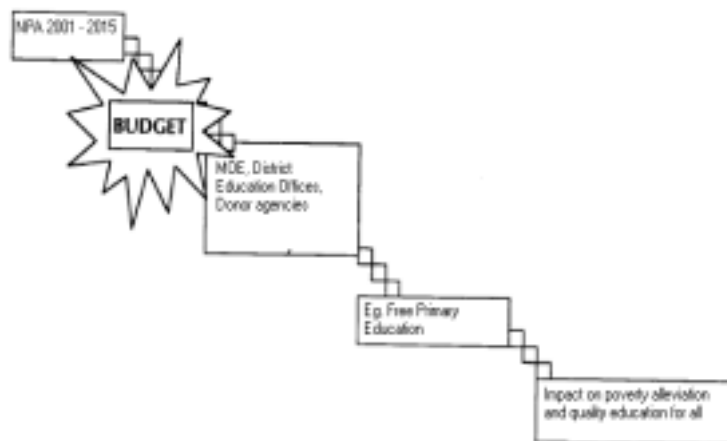 NPA 2001 - 2015
BUDGET
MOE, District
Education Offices,
Donor agencies
Eg. Free Primary
Education
Impact on poverty alleviation
and quality education for all